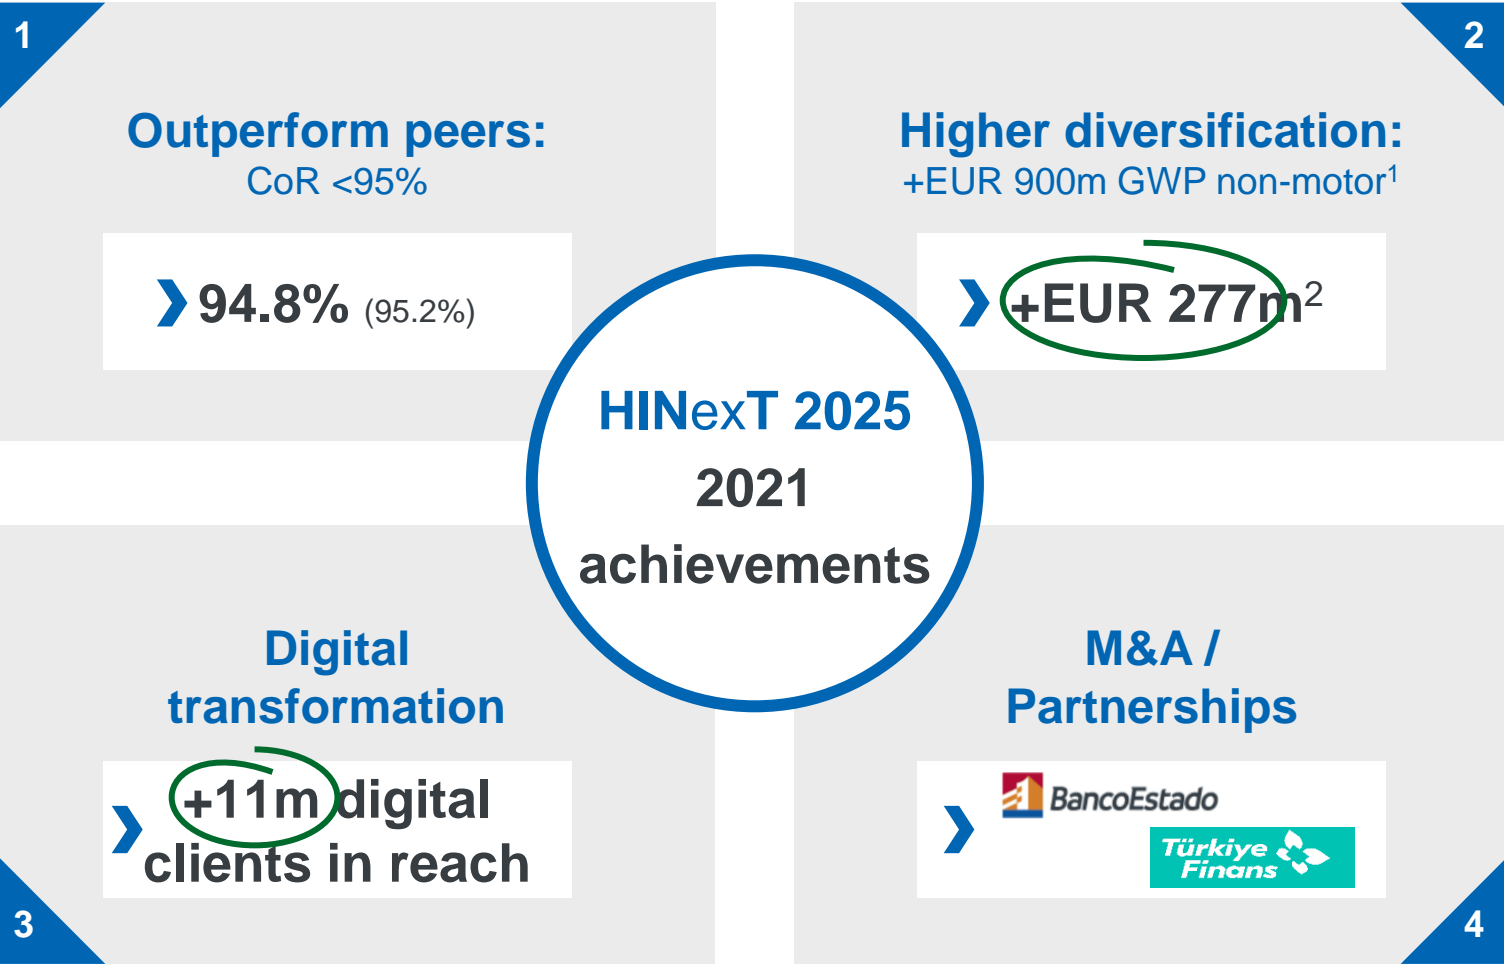 1
Outperform peers:
CoR <95%
94.8% (95.2%)
2
Higher diversification:
+EUR 900m GWP non-motor¹
+EUR 277m²
HINexT 2025
2021
achievements
Digital
transformation
+11m digital
clients in reach
3
M&A /
Partnerships
BancoEstado
Türkiye
Finans
4